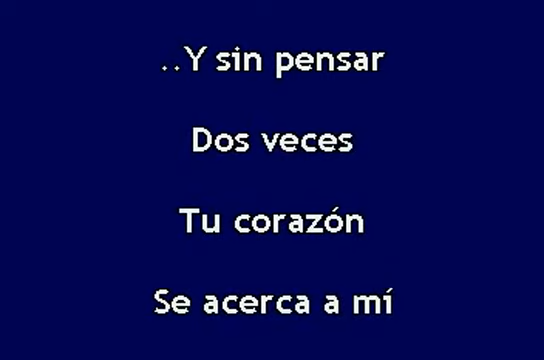 ..Y sin pensar
Dos veces
Tu corazón
Se acerca a mí